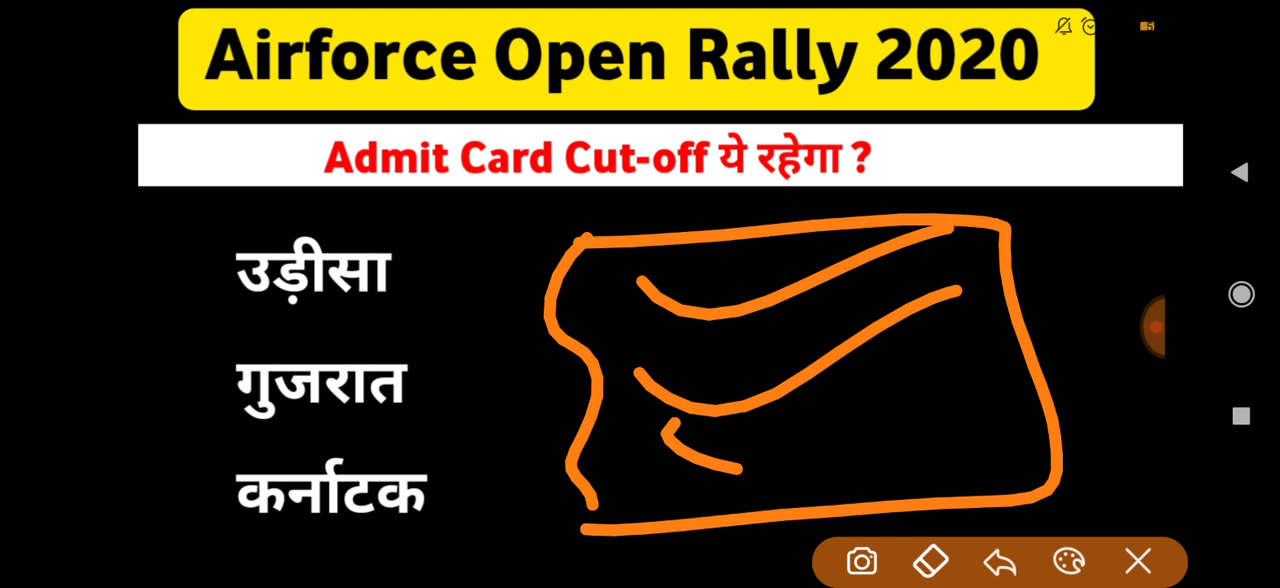 Airforce Open Rally 2020
Admit Card Cut-off ये रहेगा ?
उड़ीसा
गुजरात
कर्नाटक